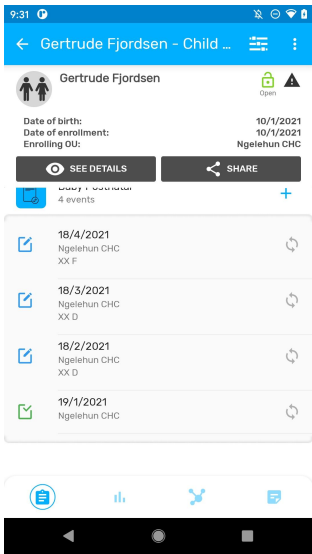 9:31
Gertrude Fjordsen - Child ...
Gertrude Fjordsen
Open
Date of birth: 10/1/2021
Date of enrollment: 10/1/2021
Enrolling OU: Ngelehun CHC
SEE DETAILS SHARE
Baby Postnatal
4 events
18/4/2021
Ngelehun CHC
XX F
18/3/2021
Ngelehun CHC
XX D
18/2/2021
Ngelehun CHC
XX D
19/1/2021
Ngelehun CHC